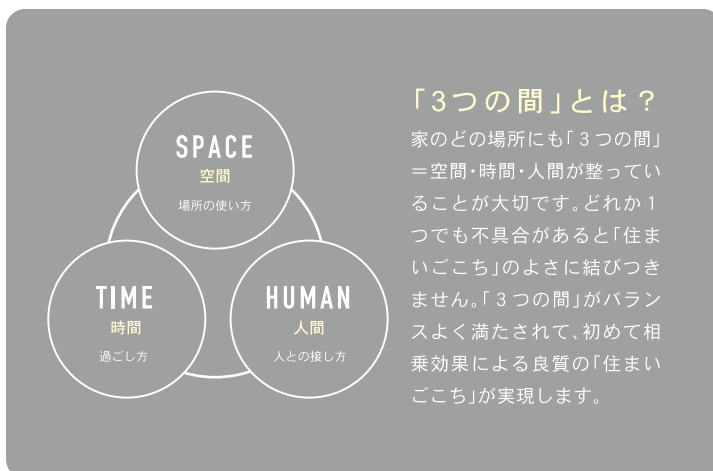 SPACE
空間
場所の使い方
TIME
時間
過ごし方
HUMAN
人間
人との接し方
「3つの間」とは？
家のどの場所にも「3つの間」
＝空間・時間・人間が整ってい
ることが大切です。どれか1
つでも不具合があると「住ま
いごこち」のよさに結びつき
ません。「3つの間」がバラン
スよく満たされて、初めて相
乗効果による良質の「住まい
ごこち」が実現します。